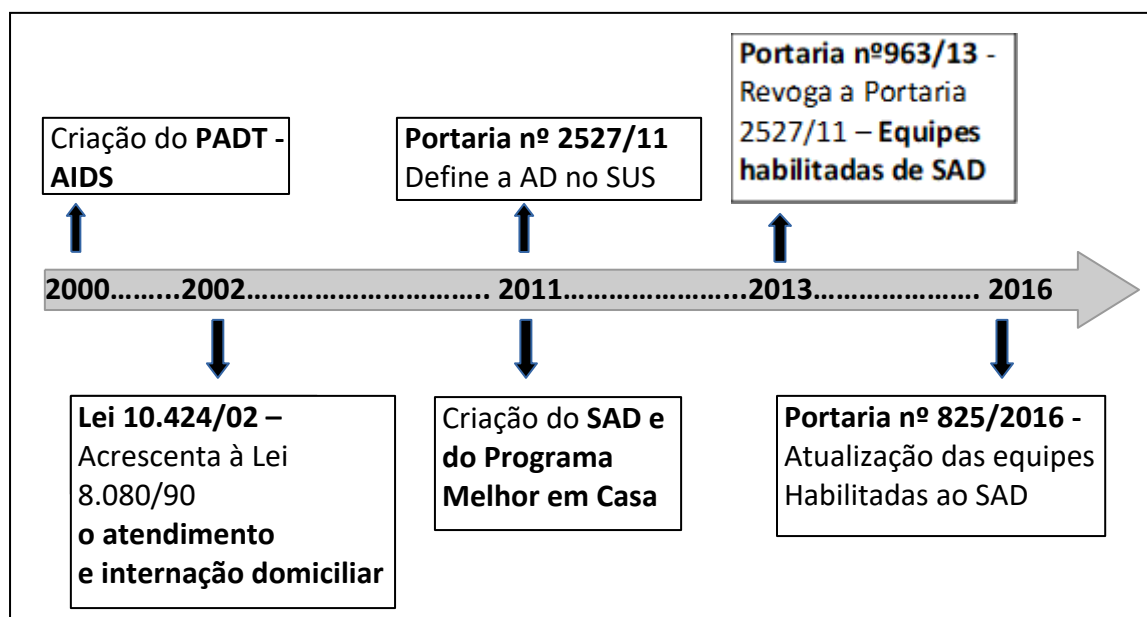 Portaria nº963/13 -
Revoga a Portaria
2527/11 – Equipes
habilitadas de SAD
Criação do PADT -
AIDS
Portaria nº 2527/11
Define a AD no SUS
2000……...2002…………………………….. 2011……………………...2013…………………. 2016
Lei 10.424/02 –
Acrescenta à Lei
8.080/90
o atendimento
e internação domiciliar
Criação do SAD e
do Programa
Melhor em Casa
Portaria nº 825/2016 -
Atualização das equipes
Habilitadas ao SAD